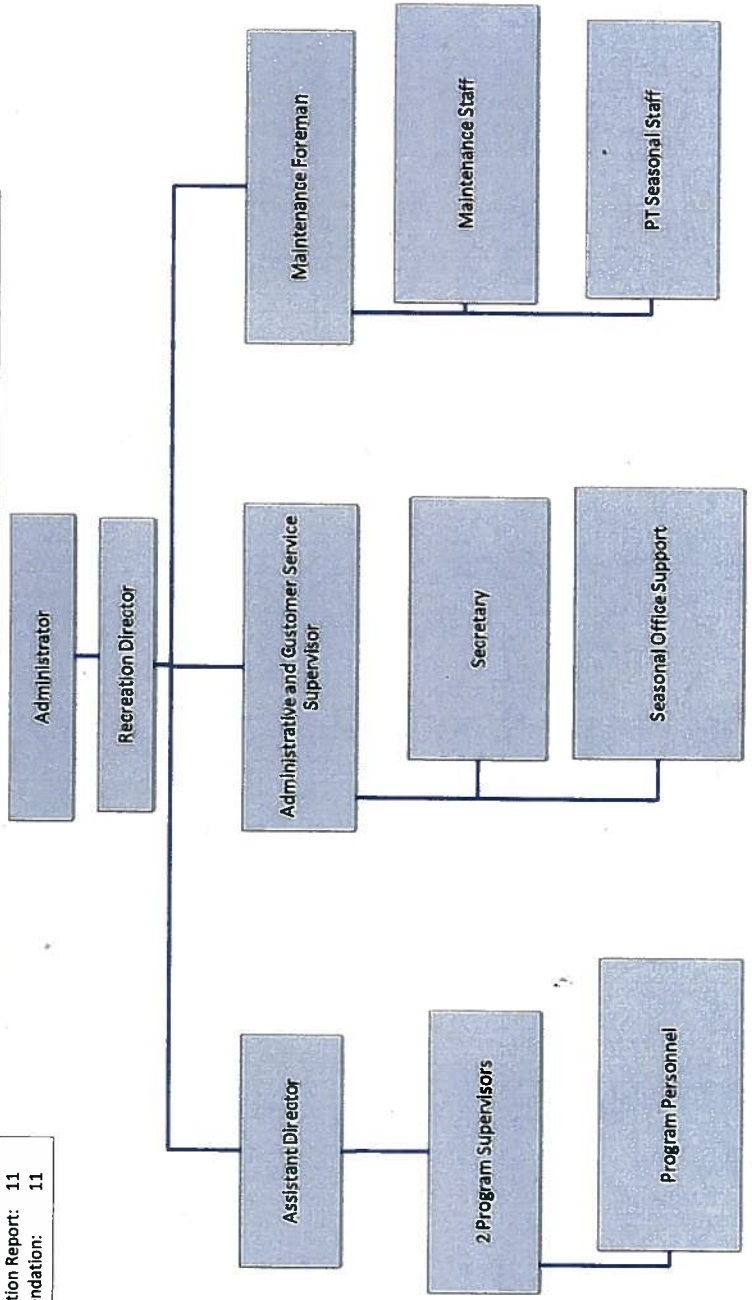 tion Report: 11
ndation: 11
Administrator
Recreation Director
Assistant Director
Administrative and Customer Service
Supervisor
Maintenance Foreman
2 Program Supervisors
Secretary
Maintenance Staff
Program Personnel
Seasonal Office Support
PT Seasonal Staff